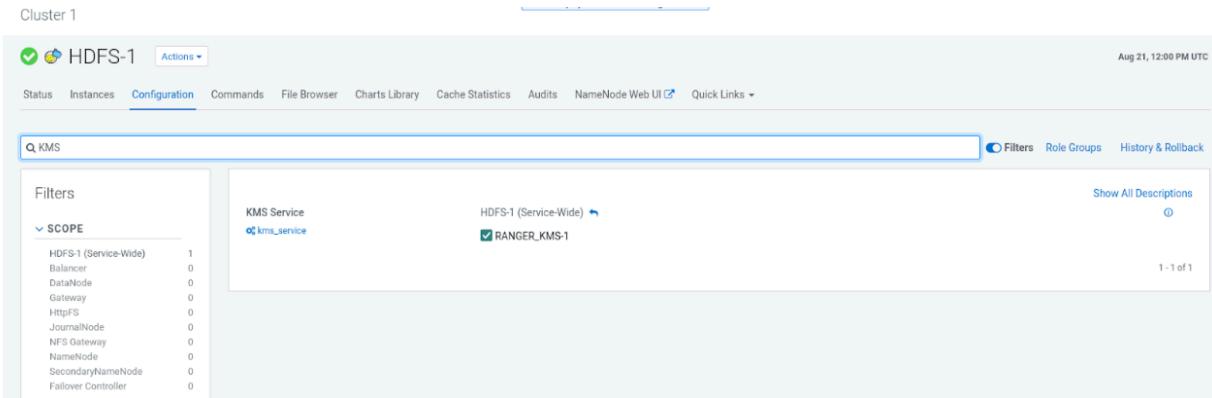 Cluster 1
HDFS-1 Actions
Aug 21, 12:00 PM UTC
Status Instances Configuration Commands File Browser Charts Library Cache Statistics Audits NameNode Web UI Quick Links
KMS
Filters Role Groups History & Rollback
Filters
SCOPE
HDFS-1 (Service-Wide) 1
Balancer 0
DataNode 0
Gateway 0
HttpFS 0
JournalNode 0
NFS Gateway 0
NameNode 0
SecondaryNameNode 0
Failover Controller 0
Show All Descriptions
KMS Service HDFS-1 (Service-Wide)
kms_service RANGER_KMS-1
1 - 1 of 1